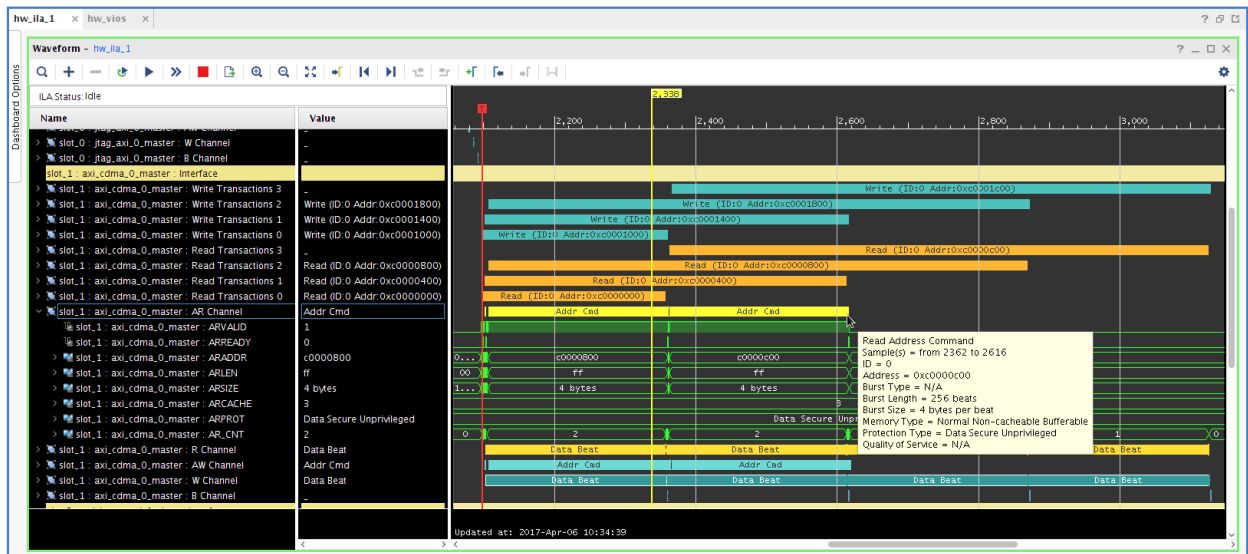 hw_ila_1 × hw_vios ×
Dashboard Options
Waveform - hw_ila_1
ILA Status: Idle
2,338
Name Value
T
2,200 2,400 2,600 2,800 3,000
slot_0 : jtag_axi_0_master : AW Channel
slot_0 : jtag_axi_0_master : W Channel _
slot_0 : jtag_axi_0_master : B Channel _
slot_1 : axi_cdma_0_master : Interface
slot_1 : axi_cdma_0_master : Write Transactions 3 _ Write (ID:0 Addr:0xc0001c00)
slot_1 : axi_cdma_0_master : Write Transactions 2 Write (ID:0 Addr:0xc0001800) Write (ID:0 Addr:0xc0001800)
slot_1 : axi_cdma_0_master : Write Transactions 1 Write (ID:0 Addr:0xc0001400) Write (ID:0 Addr:0xc0001400)
slot_1 : axi_cdma_0_master : Write Transactions 0 Write (ID:0 Addr:0xc0001000) Write (ID:0 Addr:0xc0001000)
slot_1 : axi_cdma_0_master : Read Transactions 3 _ Read (ID:0 Addr:0xc0000c00)
slot_1 : axi_cdma_0_master : Read Transactions 2 Read (ID:0 Addr:0xc0000800) Read (ID:0 Addr:0xc0000800)
slot_1 : axi_cdma_0_master : Read Transactions 1 Read (ID:0 Addr:0xc0000400) Read (ID:0 Addr:0xc0000400)
slot_1 : axi_cdma_0_master : Read Transactions 0 Read (ID:0 Addr:0xc0000000) Read (ID:0 Addr:0xc0000000)
slot_1 : axi_cdma_0_master : AR Channel Addr Cmd Addr Cmd Addr Cmd
slot_1 : axi_cdma_0_master : ARVALID 1
slot_1 : axi_cdma_0_master : ARREADY 0
slot_1 : axi_cdma_0_master : ARADDR c0000800 0... c0000800 c0000c00
slot_1 : axi_cdma_0_master : ARLEN ff 00 ff ff
slot_1 : axi_cdma_0_master : ARSIZE 4 bytes 1... 4 bytes 4 bytes
slot_1 : axi_cdma_0_master : ARCACHE 3 3
slot_1 : axi_cdma_0_master : ARPROT Data Secure Unprivileged Data Secure Unpr
slot_1 : axi_cdma_0_master : AR_CNT 2 0 2 2 1 0
slot_1 : axi_cdma_0_master : R Channel Data Beat Data Beat Data Beat Data Beat
slot_1 : axi_cdma_0_master : AW Channel Addr Cmd Addr Cmd Addr Cmd
slot_1 : axi_cdma_0_master : W Channel Data Beat Data Beat Data Beat Data Beat Data Beat
slot_1 : axi_cdma_0_master : B Channel _
Read Address Command
Sample(s) = from 2362 to 2616
ID = 0
Address = 0xc0000c00
Burst Type = N/A
Burst Length = 256 beats
Burst Size = 4 bytes per beat
Memory Type = Normal Non-cacheable Bufferable
Protection Type = Data Secure Unprivileged
Quality of Service = N/A
Updated at: 2017-Apr-06 10:34:39